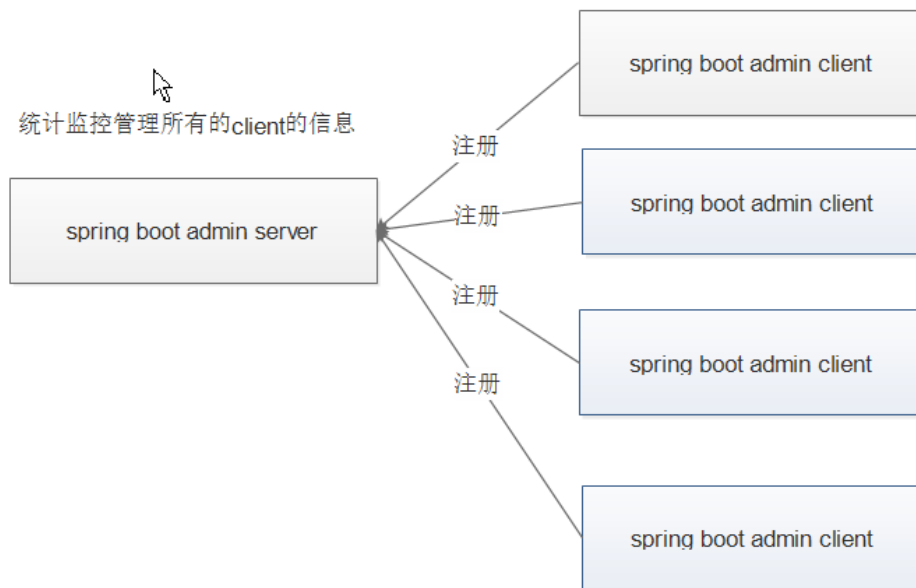 spring boot admin client
统计监控管理所有的client的信息
注册
spring boot admin client
注册
spring boot admin server
注册
spring boot admin client
注册
spring boot admin client